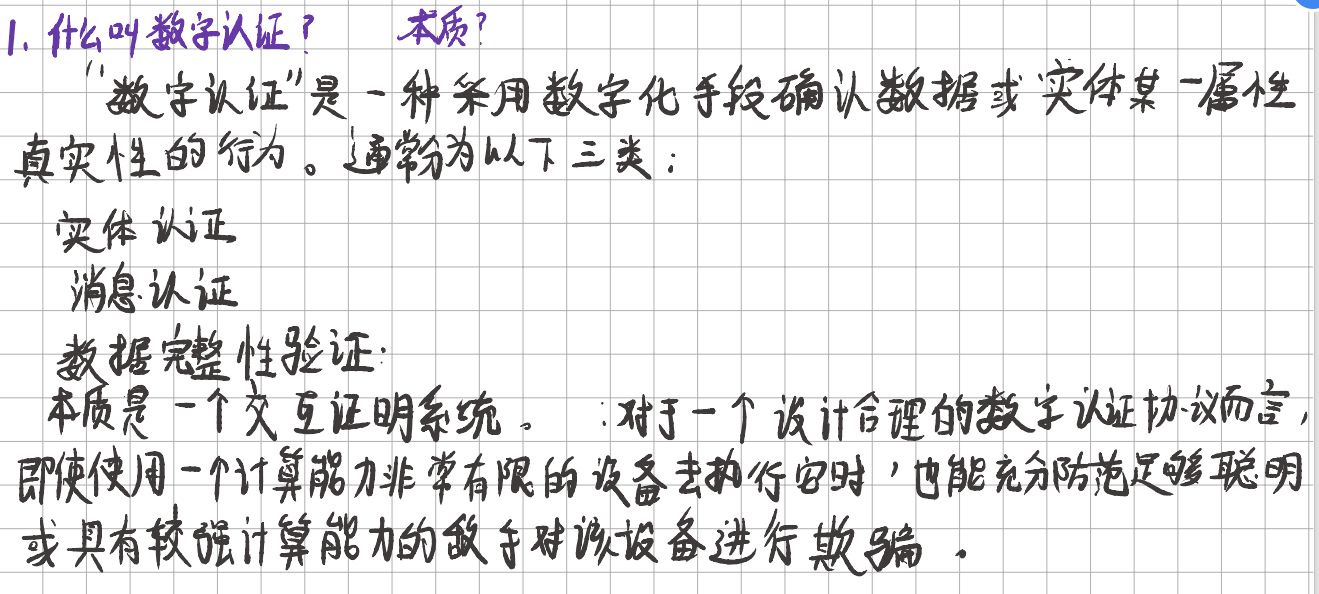 1. 什么叫数字认证？ 本质？
“数字认证”是一种采用数字化手段确认数据或实体某一属性
真实性的行为。通常分为以下三类：
实体认证
消息认证
数据完整性验证：
本质是一个交互证明系统。：对于一个设计合理的数字认证协议而言，
即使使用一个计算能力非常有限的设备去执行它时，也能充分防范足够聪明
或具有较强计算能力的敌手对该设备进行欺骗。